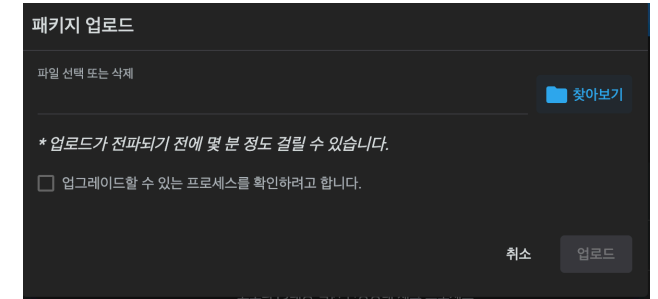 패키지 업로드
파일 선택 또는 삭제
찾아보기
* 업로드가 전파되기 전에 몇 분 정도 걸릴 수 있습니다.
업그레이드할 수 있는 프로세스를 확인하려고 합니다.
취소
업로드